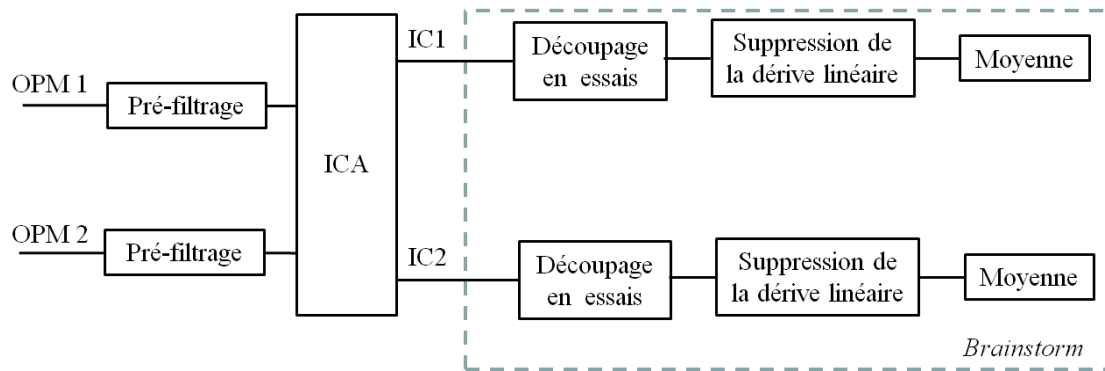 OPM 1
Pré-filtrage
ICA
IC1
Découpage
en essais
Suppression de
la dérive linéaire
Moyenne
OPM 2
Pré-filtrage
IC2
Découpage
en essais
Suppression de
la dérive linéaire
Moyenne
Brainstorm